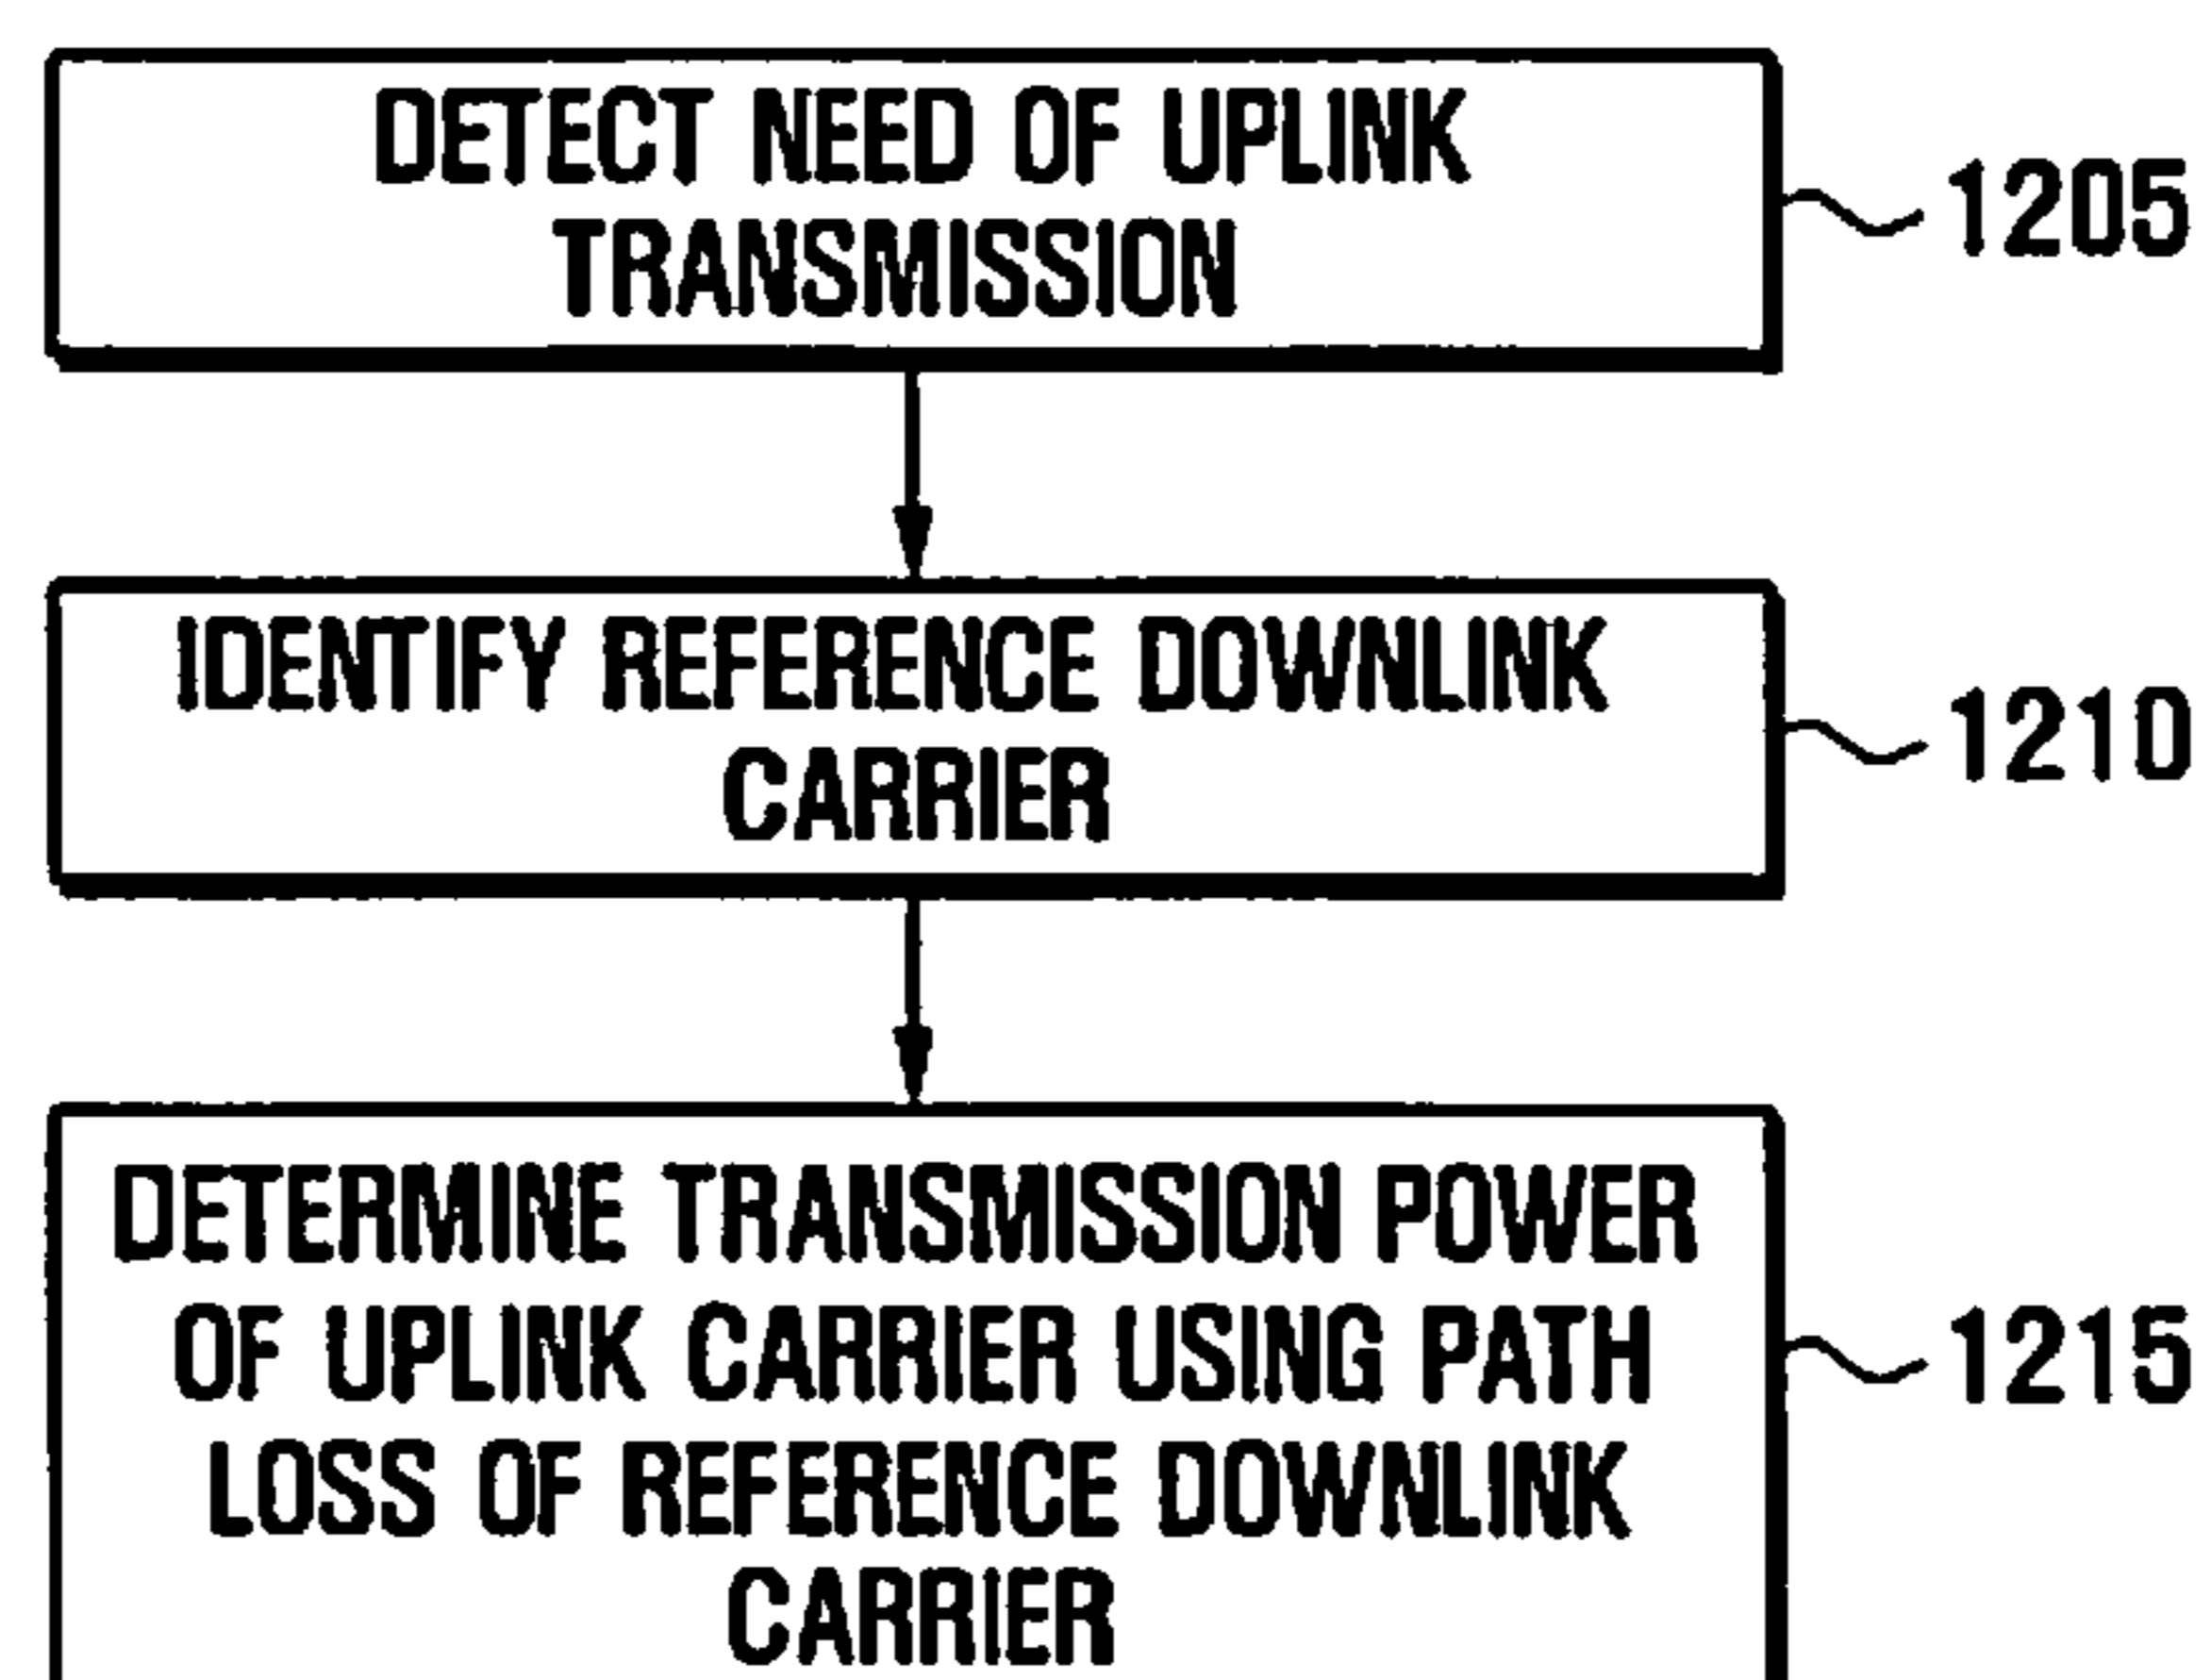 DETECT NEED OF UPLINK
TRANSMISSION
1205
IDENTIFY REFERENCE DOWNLINK
CARRIER
1210
DETERMINE TRANSMISSION POWER
OF UPLINK CARRIER USING PATH
LOSS OF REFERENCE DOWNLINK
CARRIER
1215